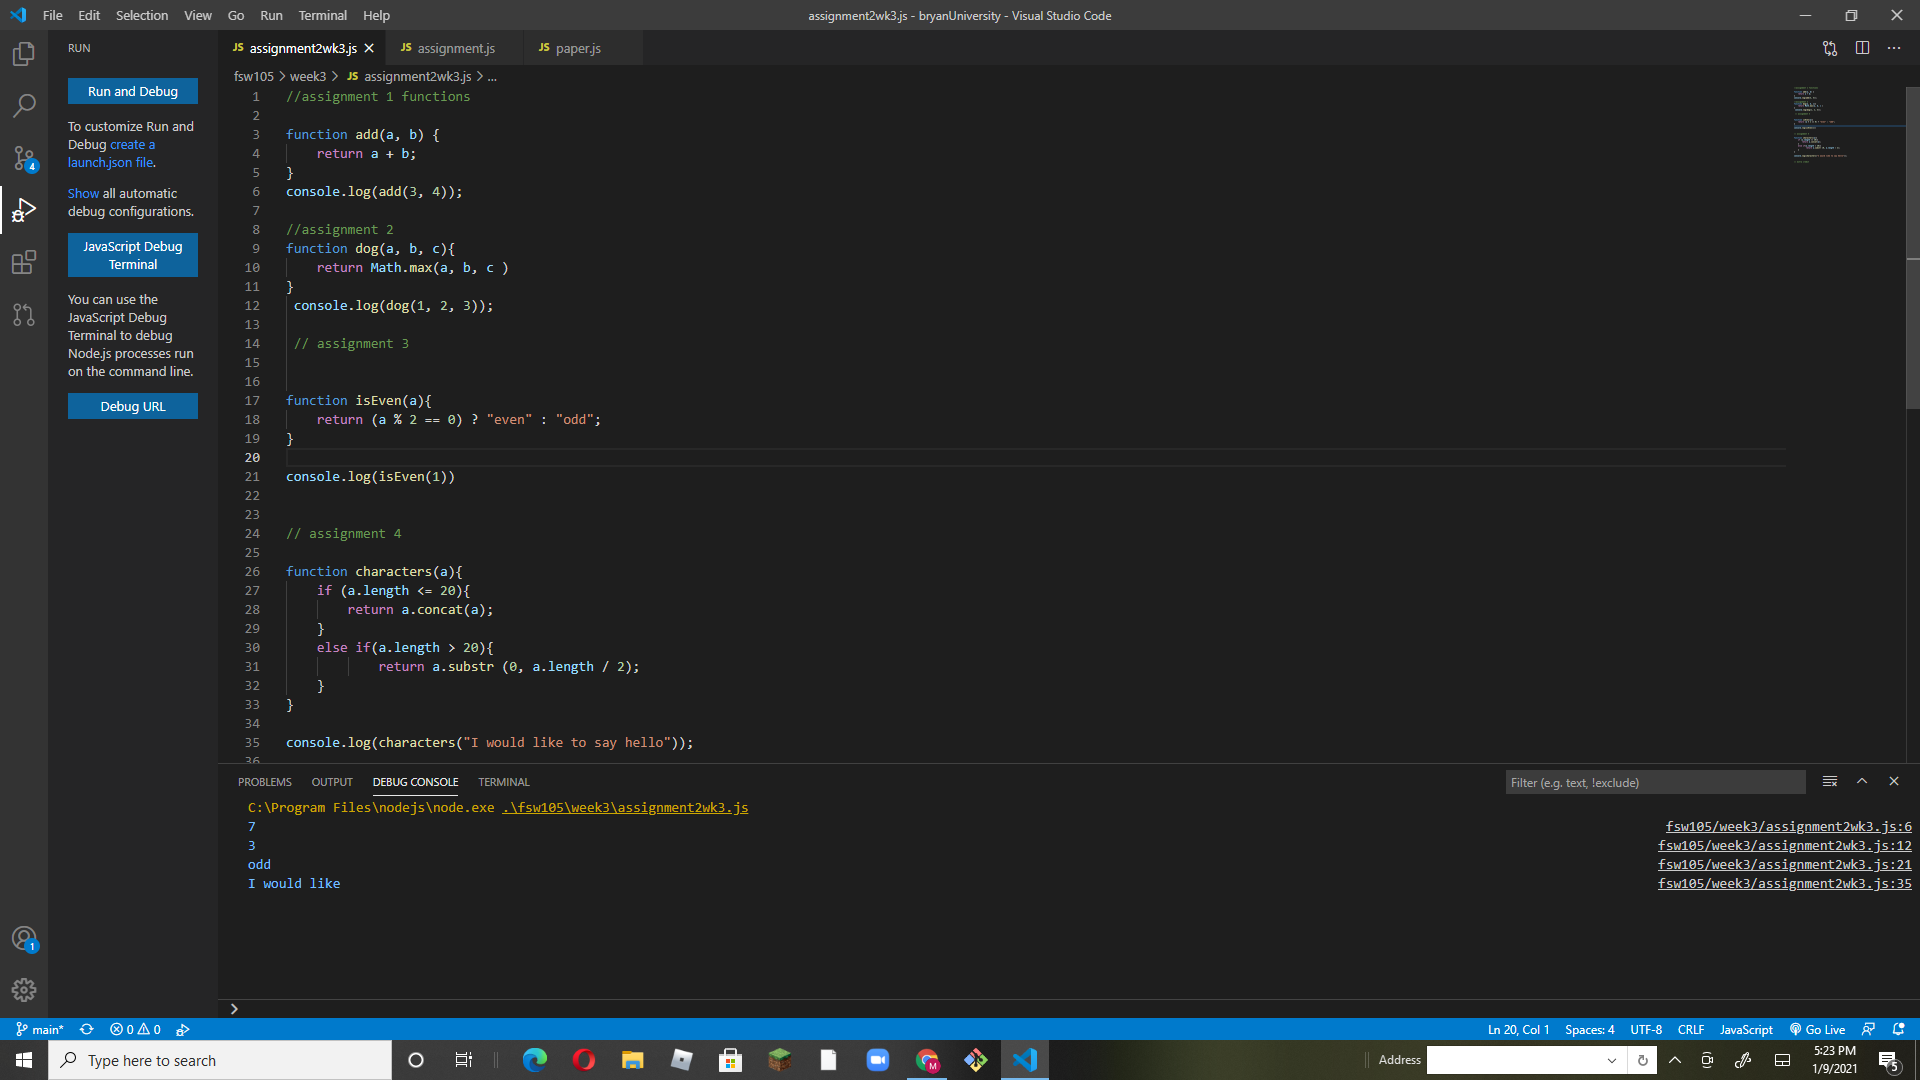 File Edit Selection View Go Run Terminal Help
assignment2wk3.js - bryanUniversity - Visual Studio Code
RUN
JS assignment2wk3.js
JS assignment.js
JS paper.js
fsw105 > week3 > JS assignment2wk3.js > ...
Run and Debug
To customize Run and
Debug create a
launch.json file.
Show all automatic
debug configurations.
JavaScript Debug
Terminal
You can use the
JavaScript Debug
Terminal to debug
Node.js processes run
on the command line.
Debug URL
4
1
1 //assignment 1 functions
2
3 function add(a, b) {
4     return a + b;
5 }
6 console.log(add(3, 4));
7
8 //assignment 2
9 function dog(a, b, c){
10     return Math.max(a, b, c )
11 }
12  console.log(dog(1, 2, 3));
13
14  // assignment 3
15
16
17 function isEven(a){
18     return (a % 2 == 0) ? "even" : "odd";
19 }
20
21 console.log(isEven(1))
22
23
24 // assignment 4
25
26 function characters(a){
27     if (a.length <= 20){
28         return a.concat(a);
29     }
30     else if(a.length > 20){
31             return a.substr (0, a.length / 2);
32     }
33 }
34
35 console.log(characters("I would like to say hello"));
36
PROBLEMS OUTPUT DEBUG CONSOLE TERMINAL
Filter (e.g. text, !exclude)
C:\Program Files\nodejs\node.exe .\fsw105\week3\assignment2wk3.js
7 fsw105/week3/assignment2wk3.js:6
3 fsw105/week3/assignment2wk3.js:12
odd fsw105/week3/assignment2wk3.js:21
I would like fsw105/week3/assignment2wk3.js:35
main* 0 0
Ln 20, Col 1 Spaces: 4 UTF-8 CRLF JavaScript Go Live
Type here to search
M
Address
5:23 PM
1/9/2021
5